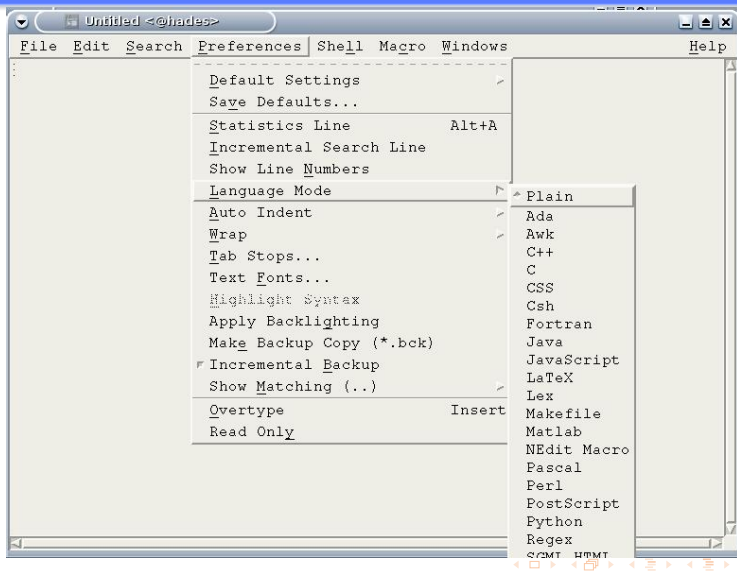 Untitled <@hades>
File Edit Search Preferences Shell Macro Windows Help
Default Settings
Save Defaults...
Statistics Line Alt+A
Incremental Search Line
Show Line Numbers
Language Mode
Auto Indent
Wrap
Tab Stops...
Text Fonts...
Highlight Syntax
Apply Backlighting
Make Backup Copy (*.bck)
Incremental Backup
Show Matching (..)
Overtype Insert
Read Only
Plain
Ada
Awk
C++
C
CSS
Csh
Fortran
Java
JavaScript
LaTeX
Lex
Makefile
Matlab
NEdit Macro
Pascal
Perl
PostScript
Python
Regex
SGML HTML